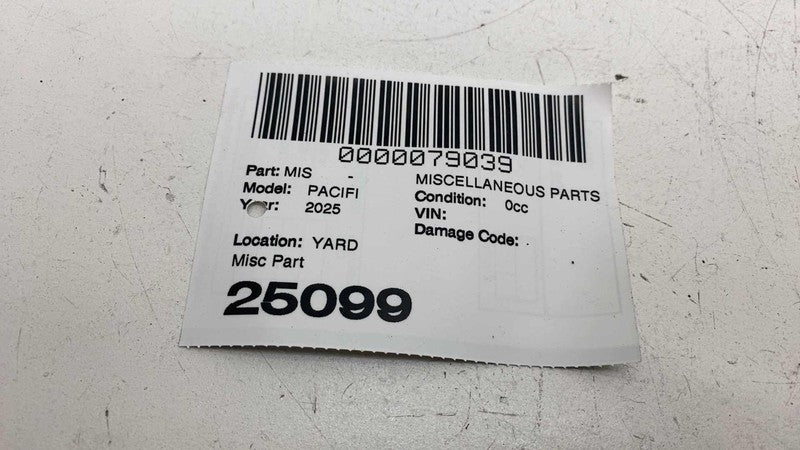 0000079039
Part: MIS - MISCELLANEOUS PARTS
Model: PACIFI Condition: 0cc
Year: 2025 VIN:
Damage Code: .
Location: YARD
Misc Part
25099